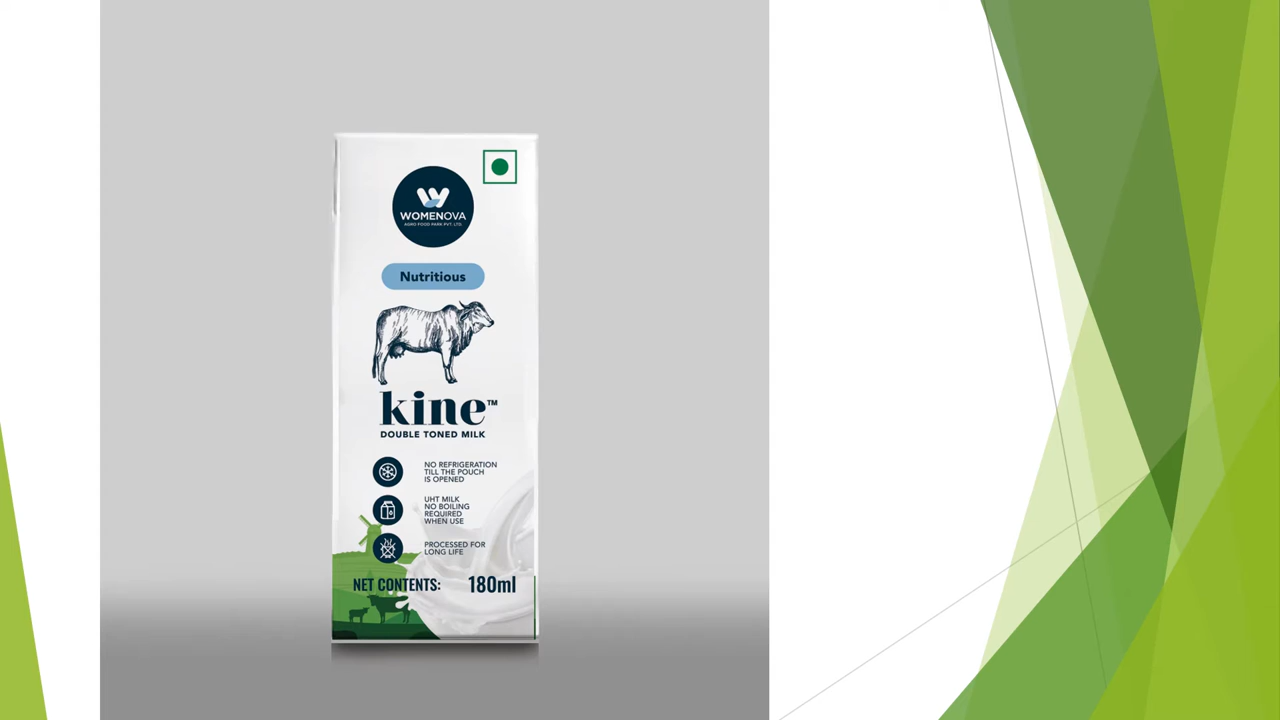 WOMENOVA
AGRO FOOD PARK PVT. LTD
Nutritious
kine™
DOUBLE TONED MILK
NO REFRIGERATION
TILL THE POUCH
IS OPENED
UHT MILK
NO BOILING
REQUIRED
WHEN USE
PROCESSED FOR
LONG LIFE
NET CONTENTS: 180ml